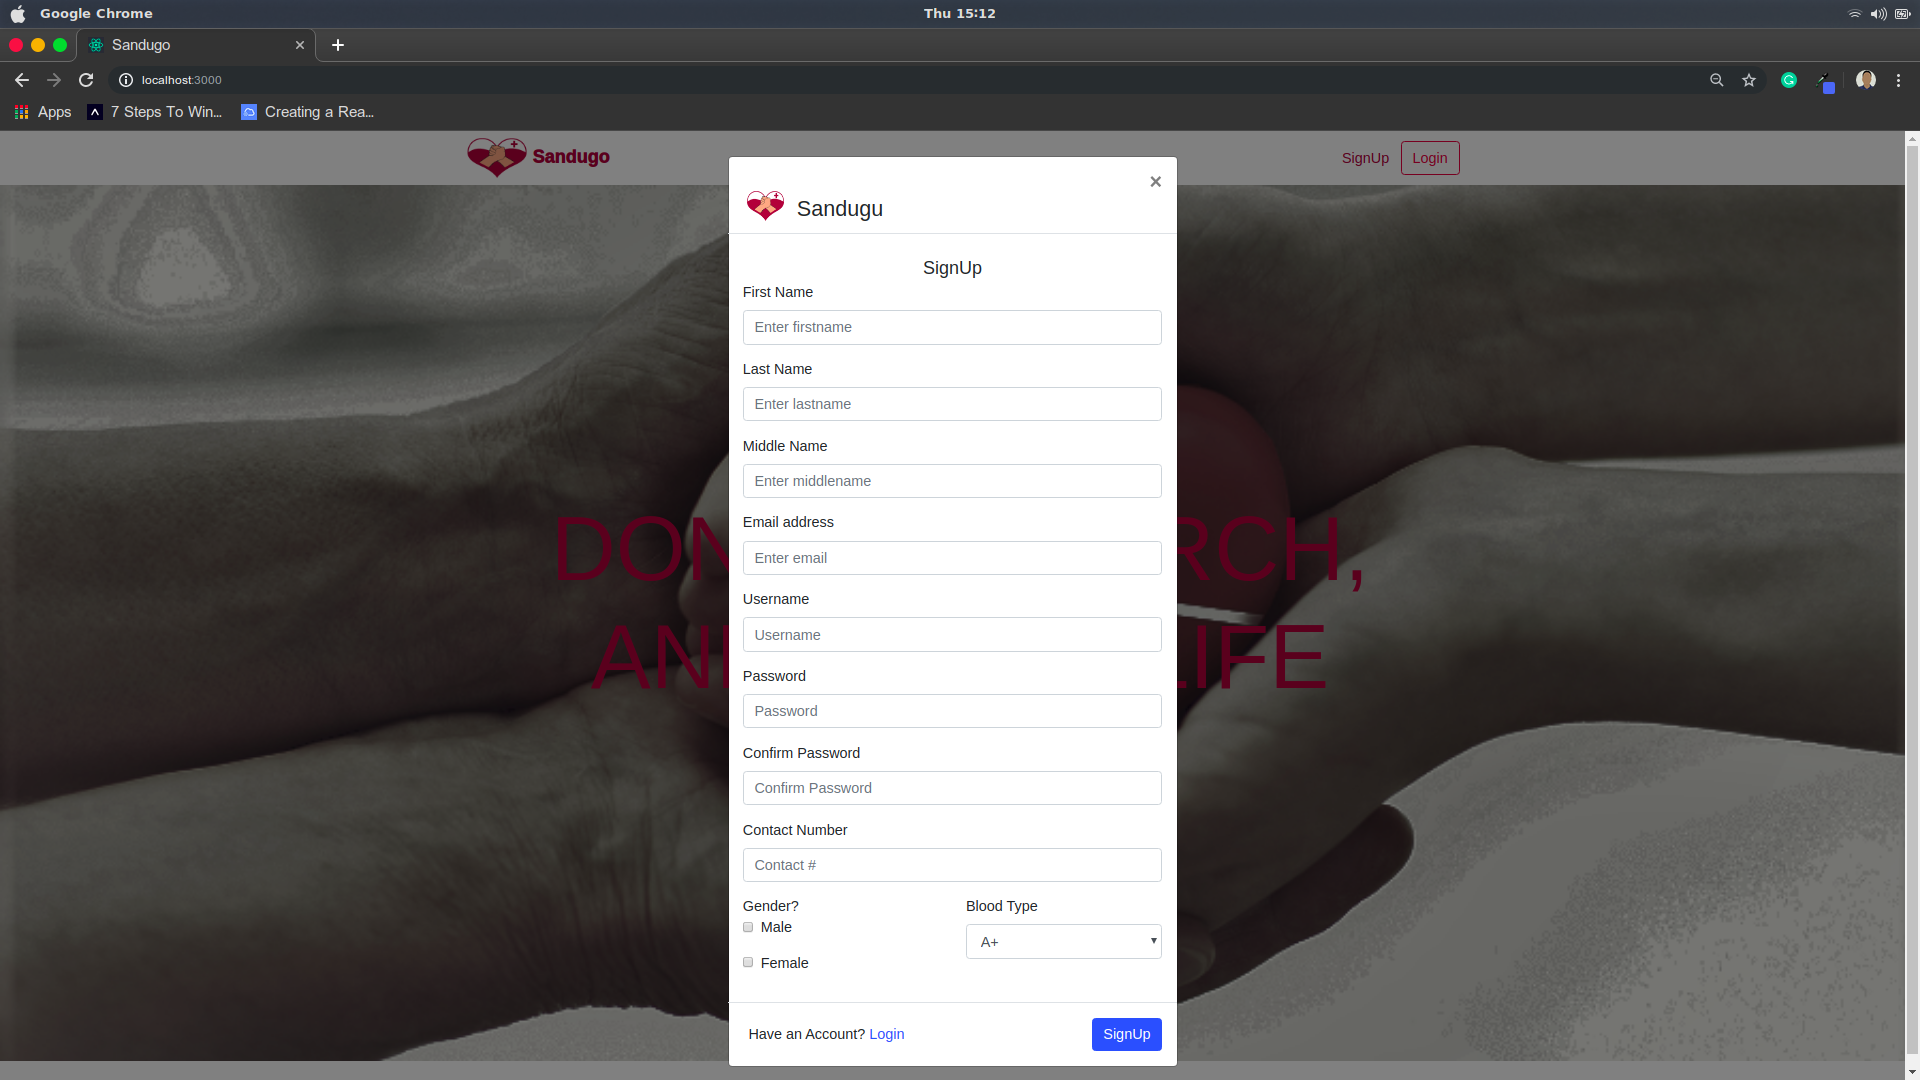 Google Chrome
Thu 15:12
Sandugo
localhost:3000
Apps
7 Steps To Win...
Creating a Rea...
Sandugo
SignUp
Login
Sandugu
×
SignUp
First Name
Enter firstname
Last Name
Enter lastname
Middle Name
Enter middlename
Email address
Enter email
DON
RCH,
Username
Username
AN
LIFE
Password
Password
Confirm Password
Confirm Password
Contact Number
Contact #
Gender?
Blood Type
Male
A+
Female
Have an Account? Login
SignUp